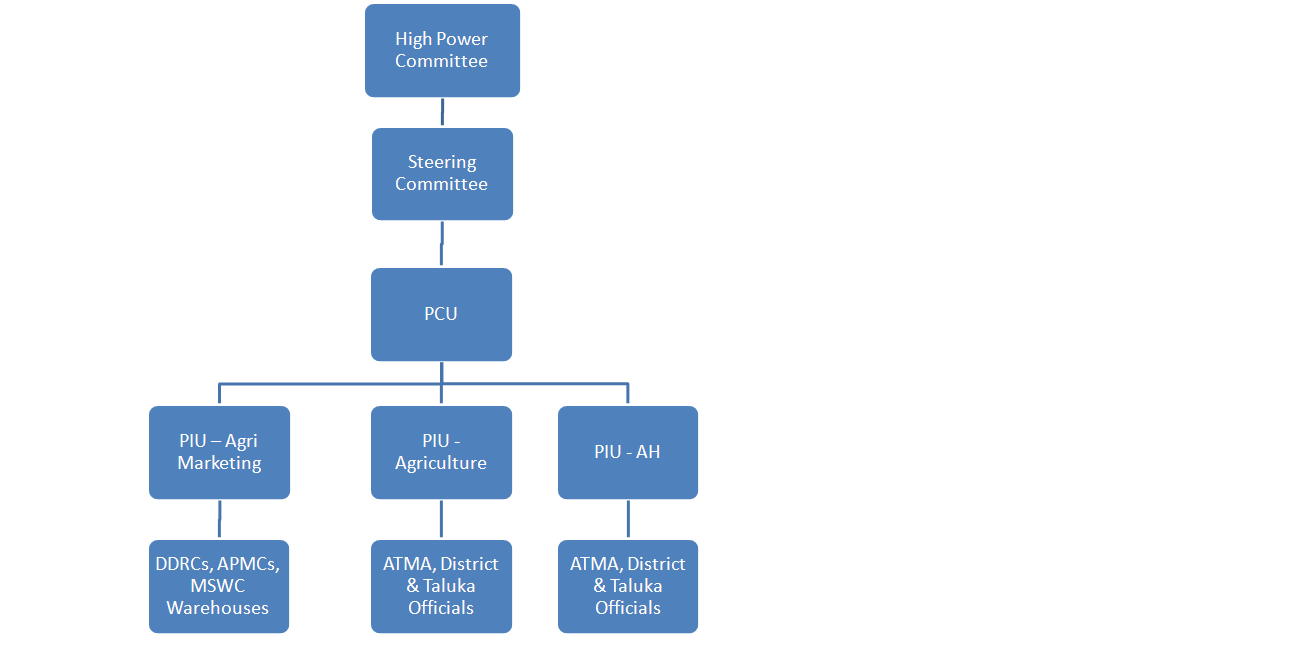 High Power
Committee
Steering
Committee
PCU
PIU – Agri
Marketing
PIU -
Agriculture
PIU - AH
DDRCs, APMCs,
MSWC
Warehouses
ATMA, District
& Taluka
Officials
ATMA, District
& Taluka
Officials